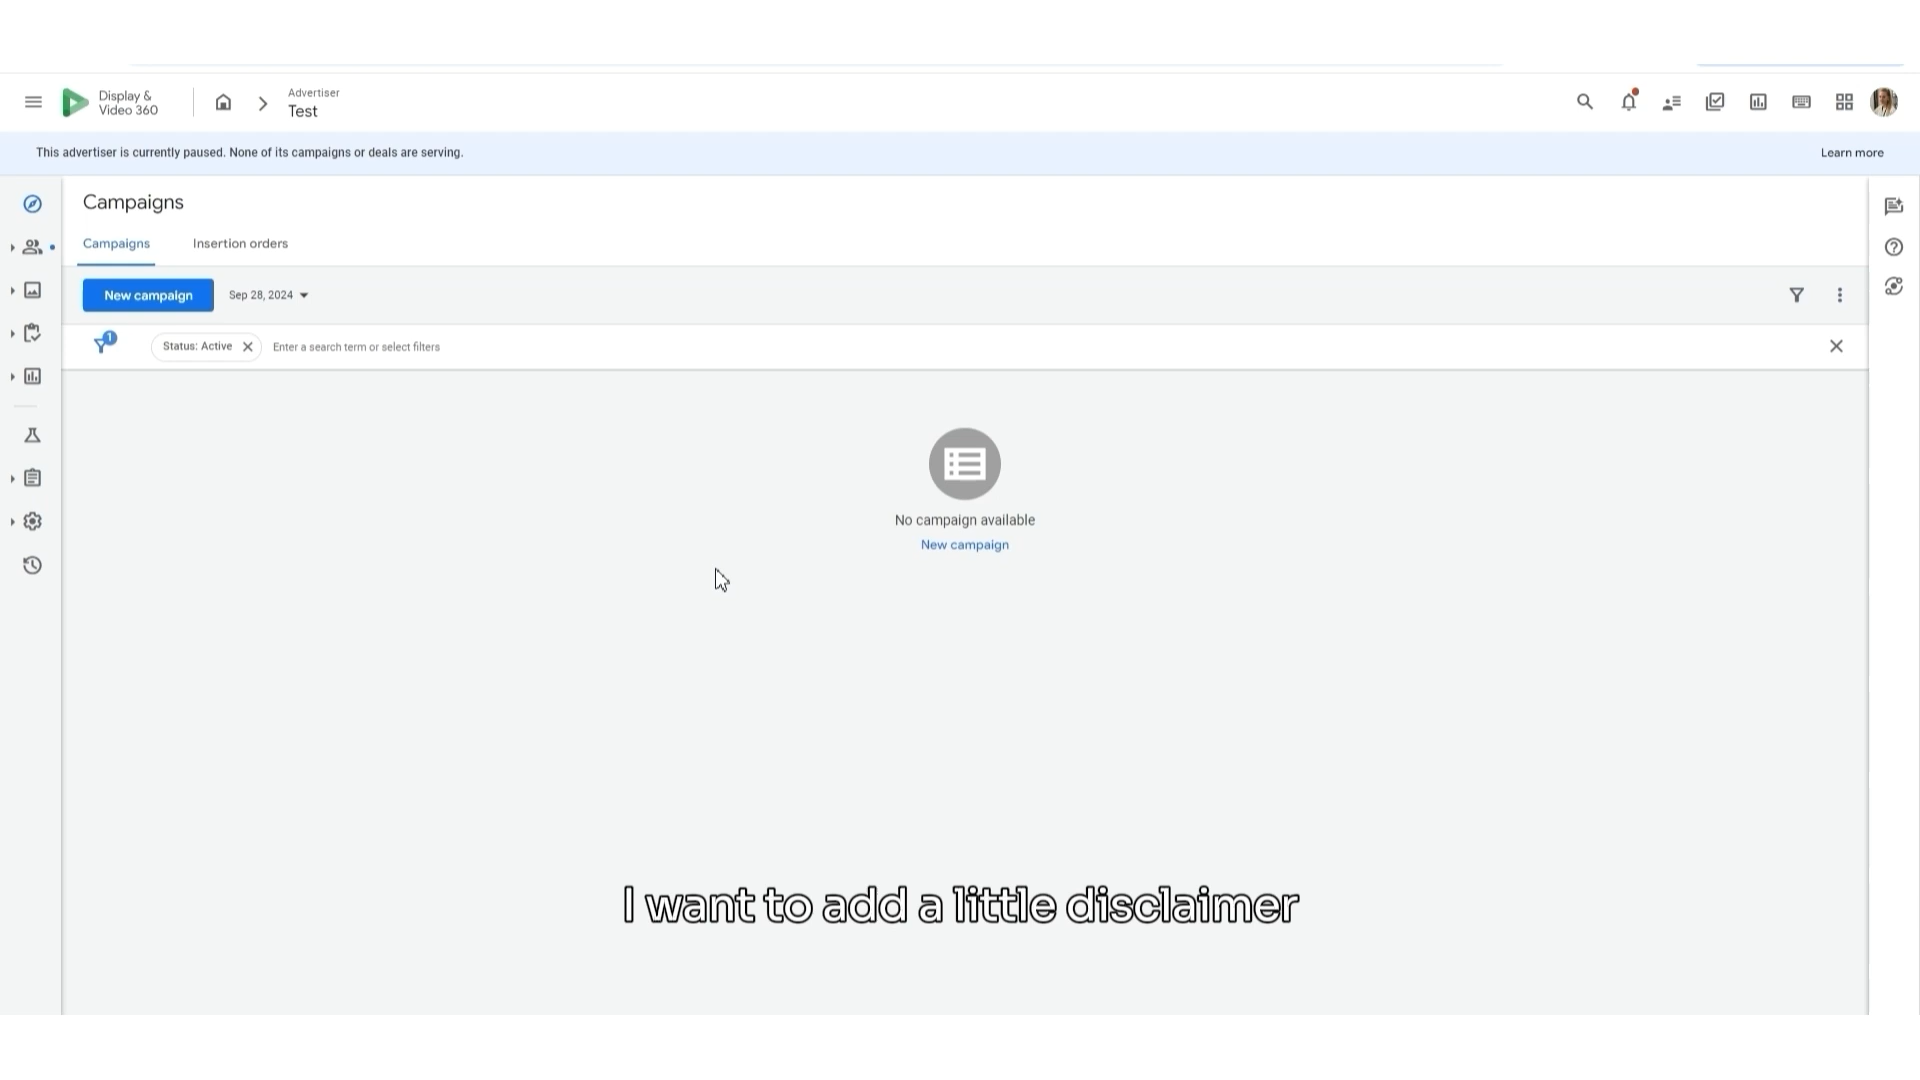 Display &
Video 360
Advertiser
Test
This advertiser is currently paused. None of its campaigns or deals are serving.
Learn more
Campaigns
Campaigns
Insertion orders
New campaign
Sep 28, 2024
1
Status: Active
Enter a search term or select filters
No campaign available
New campaign
I want to add a little disclaimer